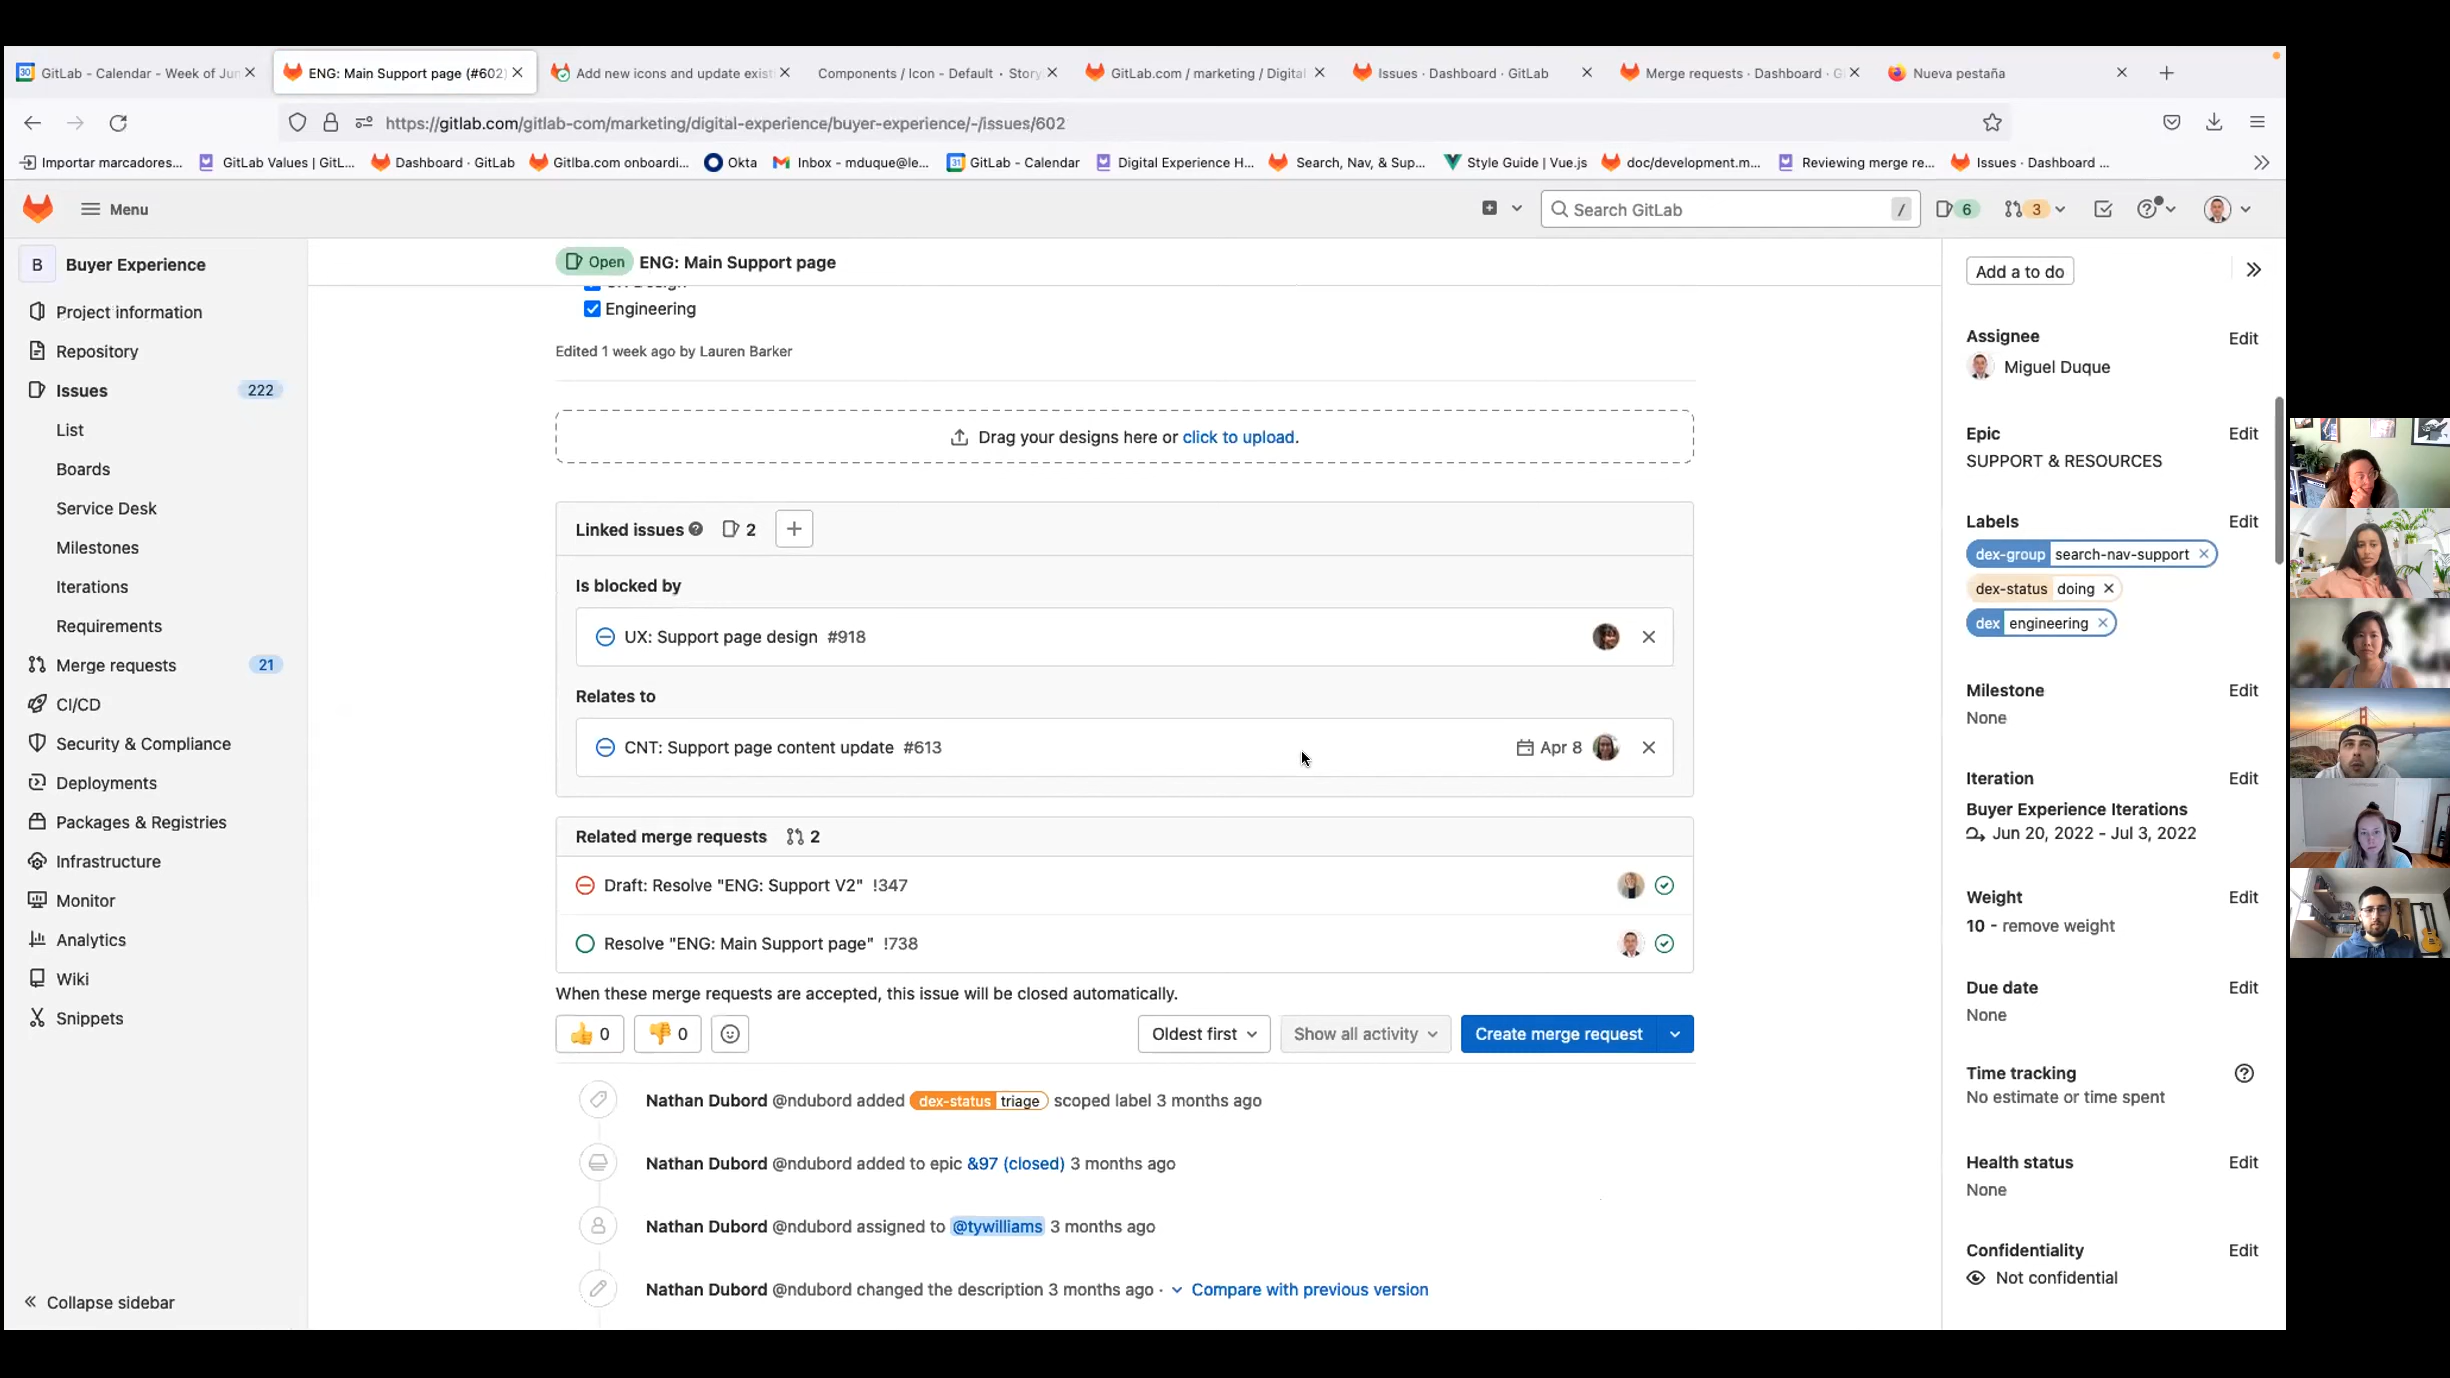 GitLab - Calendar - Week of Jun
ENG: Main Support page (#602)
Add new icons and update exist
Components / Icon - Default · Story
GitLab.com / marketing / Digital
Issues · Dashboard · GitLab
Merge requests · Dashboard · G
Nueva pestaña
https://gitlab.com/gitlab-com/marketing/digital-experience/buyer-experience/-/issues/602
Importar marcadores...
GitLab Values | GitL...
Dashboard · GitLab
Gitlba.com onboardi...
Okta
Inbox - mduque@le...
GitLab - Calendar
Digital Experience H...
Search, Nav, & Sup...
Style Guide | Vue.js
doc/development.m...
Reviewing merge re...
Issues · Dashboard ...
Menu
Search GitLab
/
6
3
B Buyer Experience
Project information
Repository
Issues 222
List
Boards
Service Desk
Milestones
Iterations
Requirements
Merge requests 21
CI/CD
Security & Compliance
Deployments
Packages & Registries
Infrastructure
Monitor
Analytics
Wiki
Snippets
Collapse sidebar
Open ENG: Main Support page
Engineering
Edited 1 week ago by Lauren Barker
Drag your designs here or click to upload.
Linked issues 2
Is blocked by
UX: Support page design #918
Relates to
CNT: Support page content update #613 Apr 8
Related merge requests 2
Draft: Resolve "ENG: Support V2" !347
Resolve "ENG: Main Support page" !738
When these merge requests are accepted, this issue will be closed automatically.
0 0 Oldest first Show all activity Create merge request
Nathan Dubord @ndubord added dex-status triage scoped label 3 months ago
Nathan Dubord @ndubord added to epic &97 (closed) 3 months ago
Nathan Dubord @ndubord assigned to @tywilliams 3 months ago
Nathan Dubord @ndubord changed the description 3 months ago · Compare with previous version
Add a to do
Assignee Edit
Miguel Duque
Epic Edit
SUPPORT & RESOURCES
Labels Edit
dex-group search-nav-support
dex-status doing
dex engineering
Milestone Edit
None
Iteration Edit
Buyer Experience Iterations
Jun 20, 2022 - Jul 3, 2022
Weight Edit
10 - remove weight
Due date Edit
None
Time tracking
No estimate or time spent
Health status Edit
None
Confidentiality Edit
Not confidential